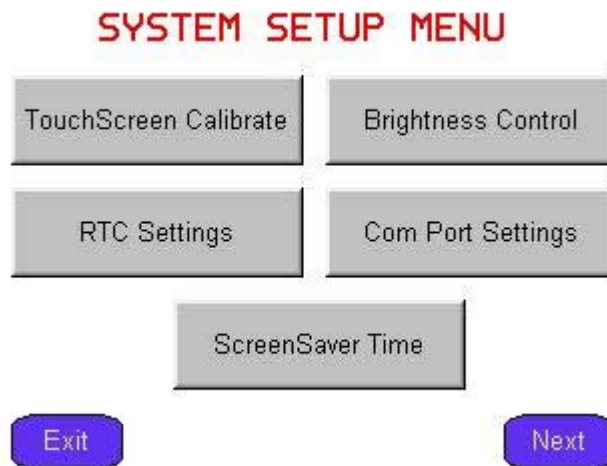 SYSTEM SETUP MENU
TouchScreen Calibrate
Brightness Control
RTC Settings
Com Port Settings
ScreenSaver Time
Exit
Next